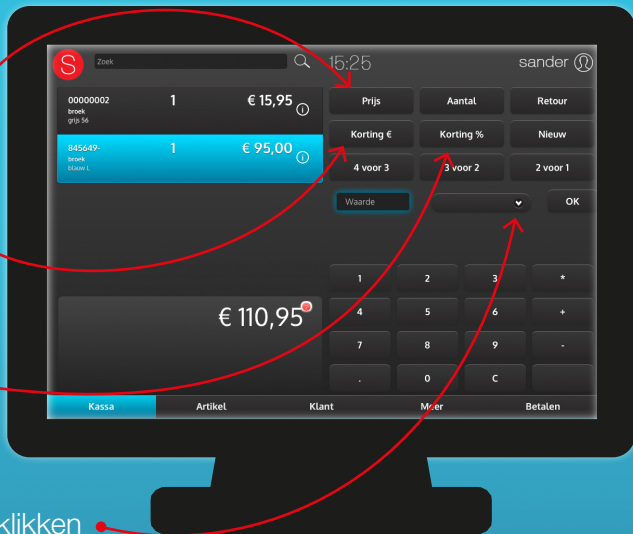 S
Zoek
15:25
sander
00000002 1 € 15,95
broek
grijs 56
845649- 1 € 95,00
broek
blauw L
Prijs Aantal Retour
Korting € Korting % Nieuw
4 voor 3 3 voor 2 2 voor 1
Waarde OK
€ 110,95
1 2 3 *
4 5 6 +
7 8 9 -
. 0 C
Kassa Artikel Klant Meer Betalen
klikken